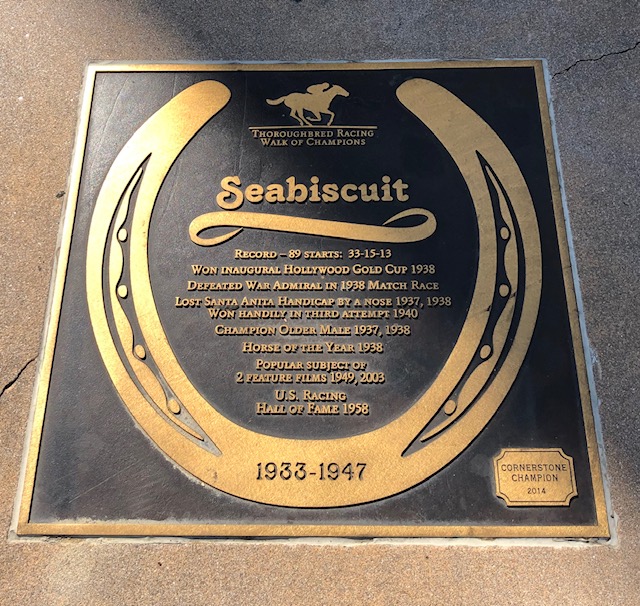 Thoroughbred Racing
Walk of Champions
Seabiscuit
Record – 89 starts: 33-15-13
Won inaugural Hollywood Gold Cup 1938
Defeated War Admiral in 1938 Match Race
Lost Santa Anita Handicap by a nose 1937, 1938
Won handily in third attempt 1940
Champion Older Male 1937, 1938
Horse of the Year 1938
Popular subject of
2 feature films 1949, 2003
U.S. Racing
Hall of Fame 1958
1933-1947
CORNERSTONE
CHAMPION
2014